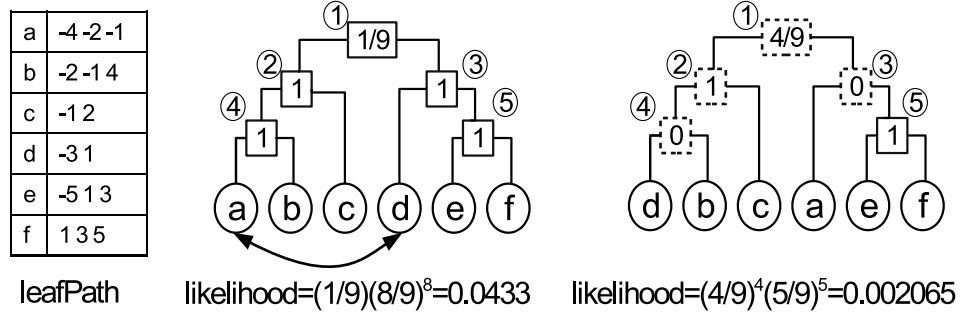 a -4 -2 -1
b -2 -1 4
c -1 2
d -3 1
e -5 1 3
f 1 3 5
leafPath
① 1/9
② 1 1 ③
④ 1 1 ⑤
a b c d e f
likelihood=(1/9)(8/9)⁸=0.0433
① 4/9
② 1 0 ③
④ 0 1 ⑤
d b c a e f
likelihood=(4/9)⁴(5/9)⁵=0.002065